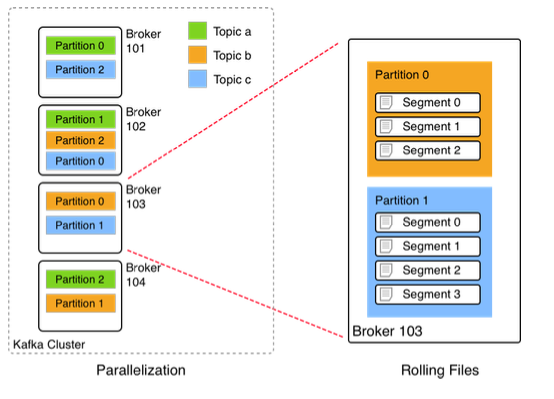 Partition 0
Partition 2
Broker
101
Topic a
Topic b
Topic c
Partition 1
Partition 2
Partition 0
Broker
102
Partition 0
Partition 1
Broker
103
Partition 2
Partition 1
Broker
104
Kafka Cluster
Parallelization
Partition 0
Segment 0
Segment 1
Segment 2
Partition 1
Segment 0
Segment 1
Segment 2
Segment 3
Broker 103
Rolling Files